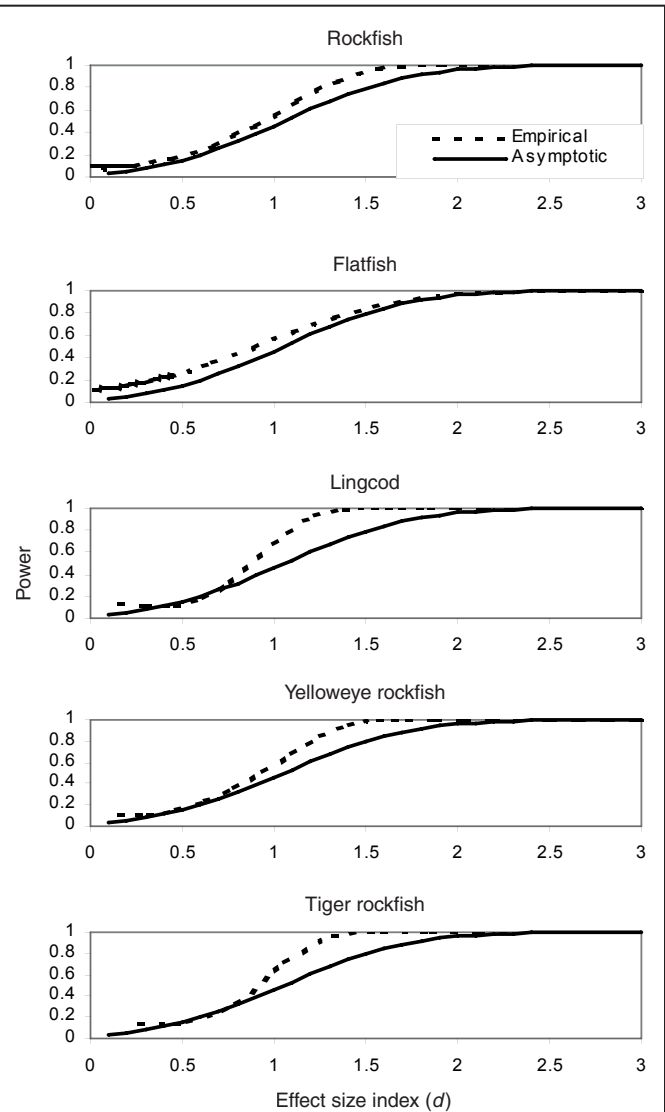 Rockfish
1
0.8
0.6
0.4
0.2
0
Empirical
Asymptotic
0 0.5 1 1.5 2 2.5 3
Flatfish
1
0.8
0.6
0.4
0.2
0
0 0.5 1 1.5 2 2.5 3
Lingcod
1
0.8
0.6
0.4
0.2
0
0 0.5 1 1.5 2 2.5 3
Power
Yelloweye rockfish
1
0.8
0.6
0.4
0.2
0
0 0.5 1 1.5 2 2.5 3
Tiger rockfish
1
0.8
0.6
0.4
0.2
0
0 0.5 1 1.5 2 2.5 3
Effect size index (d)